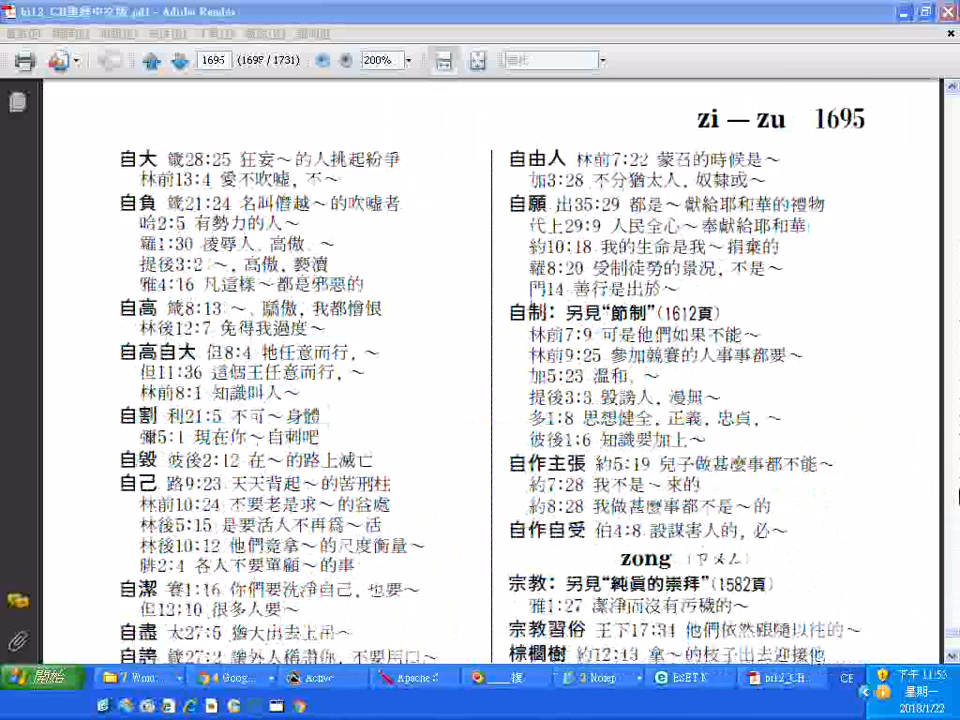 bi12_CH聖經中文版.pdf - Adobe Reader
1695 (1697 / 1731) 200% 尋找
zi — zu 1695
自大 箴28:25 狂妄～的人挑起紛爭
林前13:4 愛不吹噓，不～
自負 箴21:24 名叫僭越～的吹噓者
哈2:5 有勢力的人～
羅1:30 凌辱人、高傲、～
提後3:2 ～，高傲，褻瀆
雅4:16 凡這樣～都是邪惡的
自高 箴8:13 ～、驕傲，我都憎恨
林後12:7 免得我過度～
自高自大 但8:4 牠任意而行，～
但11:36 這個王任意而行，～
林前8:1 知識叫人～
自割 利21:5 不可～身體
彌5:1 現在你～自刺吧
自毀 彼後2:12 在～的路上滅亡
自己 路9:23 天天背起～的苦刑柱
林前10:24 不要老是求～的益處
林後5:15 是要活人不再為～活
林後10:12 他們竟拿～的尺度衡量～
腓2:4 各人不要單顧～的事
自潔 賽1:16 你們要洗淨自己，也要～
但12:10 很多人要～
自盡 太27:5 猶大出去上吊～
自誇 箴27:2 讓外人稱讚你，不要用口～
自由人 林前7:22 蒙召的時候是～
加3:28 不分猶太人，奴隸或～
自願 出35:29 都是～獻給耶和華的禮物
代上29:9 人民全心～奉獻給耶和華
約10:18 我的生命是我～捐棄的
羅8:20 受制徒勞的景況，不是～
門14 善行是出於～
自制：另見“節制”(1612頁)
林前7:9 可是他們如果不能～
林前9:25 參加競賽的人事事都要～
加5:23 溫和、～
提後3:3 毀謗人，漫無～
多1:8 思想健全，正義，忠貞，～
彼後1:6 知識要加上～
自作主張 約5:19 兒子做甚麼事都不能～
約7:28 我不是～來的
約8:28 我做甚麼事都不是～的
自作自受 伯4:8 設謀害人的，必～
zong (ㄗㄨㄥ)
宗教：另見“純真的崇拜”(1582頁)
雅1:27 潔淨而沒有污穢的～
宗教習俗 王下17:34 他們依然跟隨以往的～
棕櫚樹 約12:13 拿～的枝子出去迎接他
開始 7 Wind... 4 Goog... Active Apache 2 Notep bi12_CH... CH
下午 11:53
星期一
2018/1/22